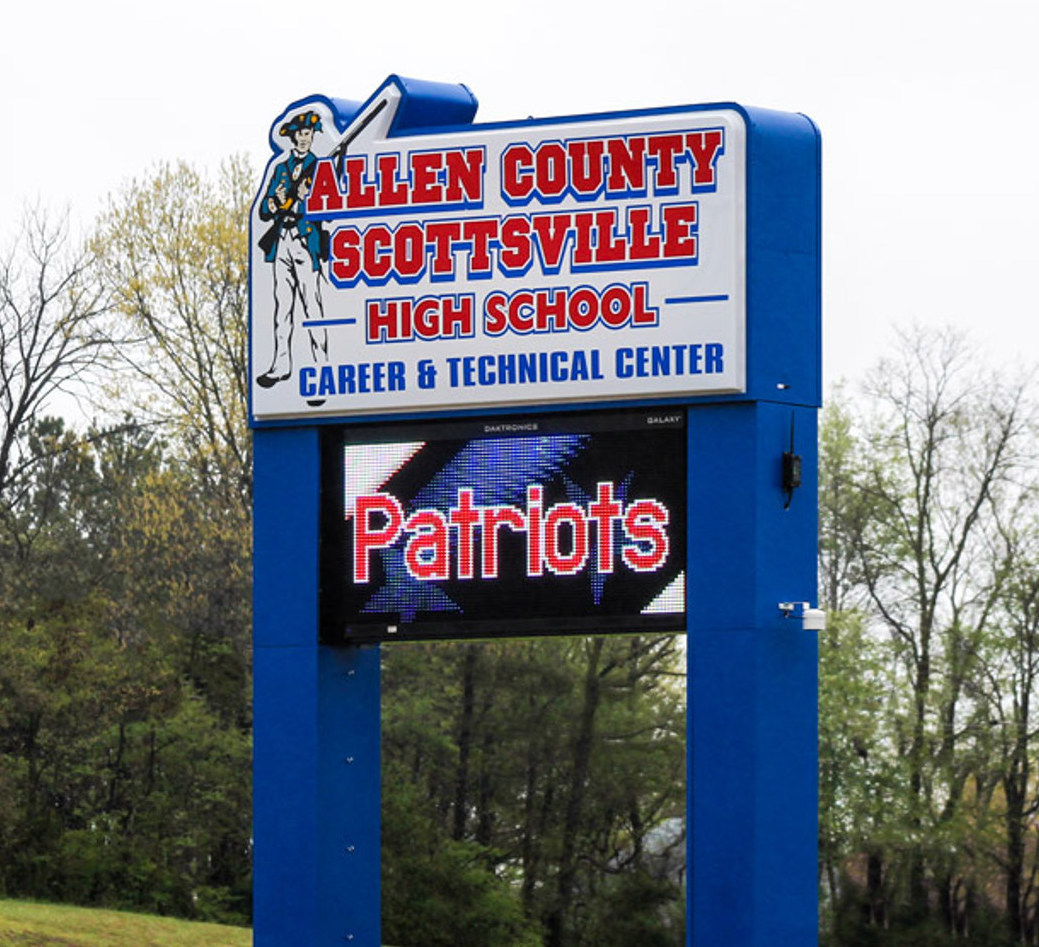 ALLEN COUNTY
SCOTTSVILLE
HIGH SCHOOL
CAREER & TECHNICAL CENTER
DAKTRONICS
GALAXY
Patriots